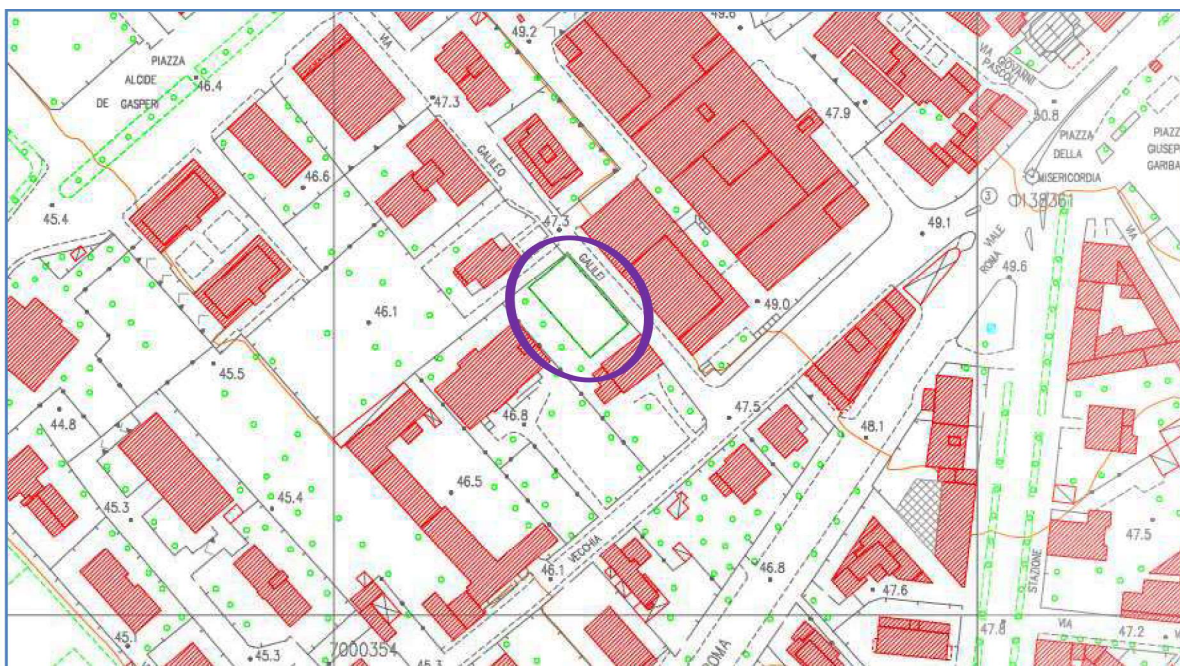 49.6
49.2
VIA
PIAZZA
ALCIDE
DE GASPERI
46.4
47.3
47.9
VIA GIOVANNI
PASCOLI
50.8
PIAZZA
DELLA
MISERICORDIA
PIAZZ
GIUSEP
GARIBA
GALILEO
46.6
45.4
47.3
3
49.1
VIALE
ROMA
49.6
VIA
GALILEI
49.0
46.1
45.5
46.8
47.5
48.1
44.8
45.4
45.3
46.5
VECCHIA
46.1
46.8
47.6
47.5
STAZIONE
45.1
45.3
7000354
45.3
ROMA
47.8
VIA
47.2